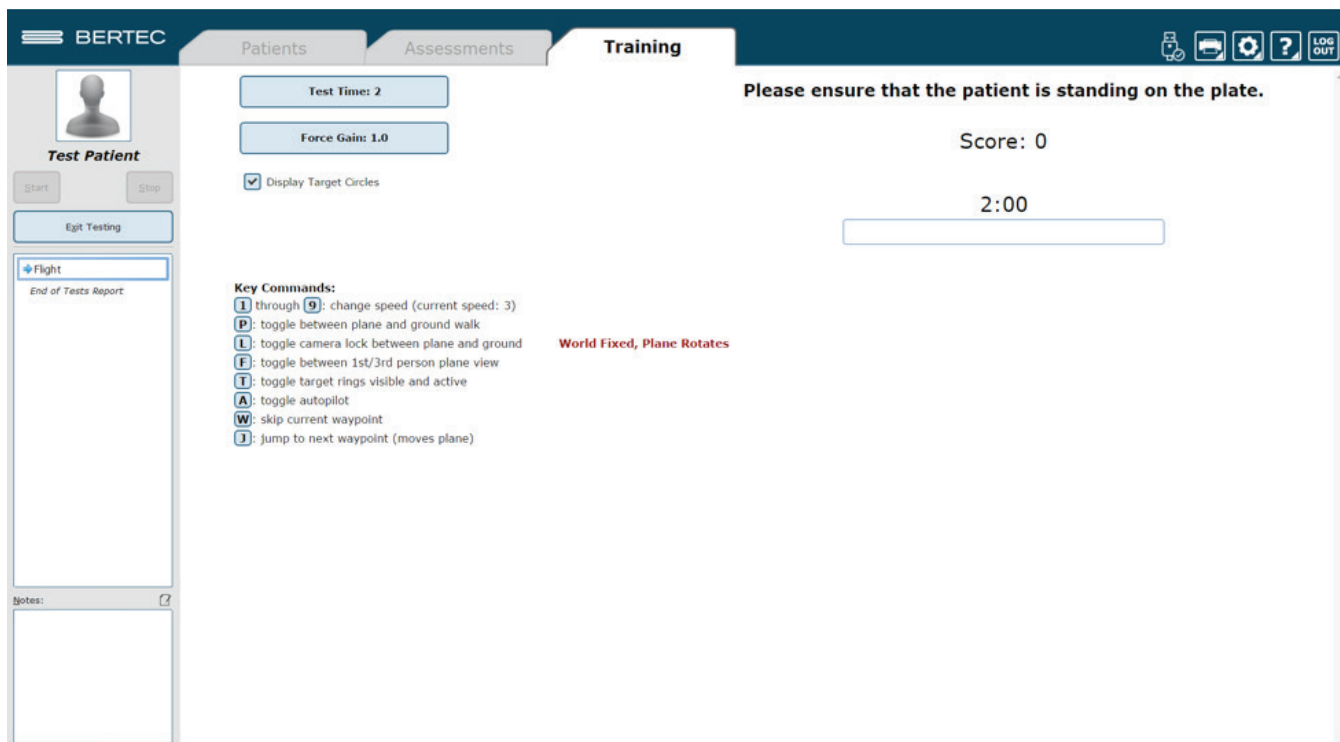 BERTEC
Patients
Assessments
Training
LOG
OUT
Test Patient
Start
Stop
Exit Testing
Flight
End of Tests Report
Notes:
Test Time: 2
Force Gain: 1.0
Display Target Circles
Key Commands:
1 through 9: change speed (current speed: 3)
P: toggle between plane and ground walk
L: toggle camera lock between plane and ground World Fixed, Plane Rotates
F: toggle between 1st/3rd person plane view
T: toggle target rings visible and active
A: toggle autopilot
W: skip current waypoint
J: jump to next waypoint (moves plane)
Please ensure that the patient is standing on the plate.
Score: 0
2:00